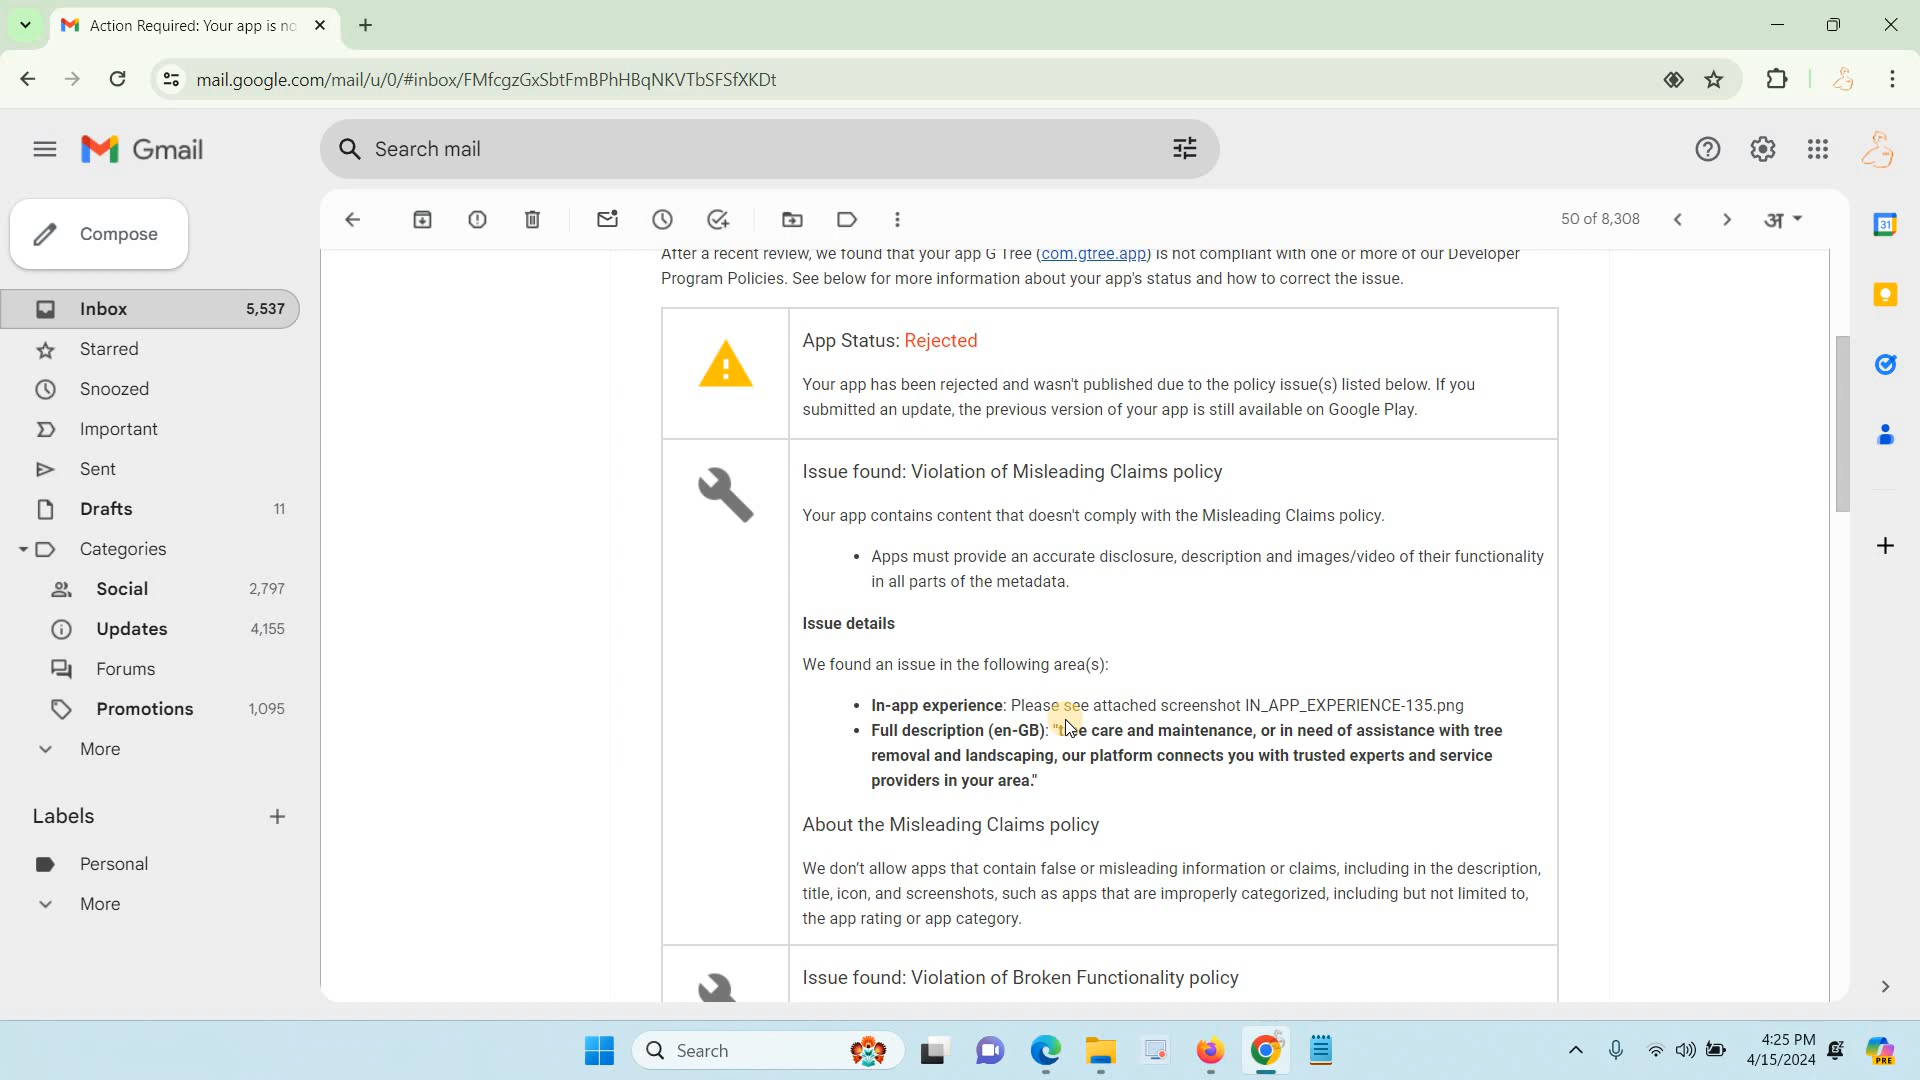 Action Required: Your app is no
mail.google.com/mail/u/0/#inbox/FMfcgzGxSbtFmBPhHBqNKVTbSFSfXKDt
Gmail
Search mail
Compose
50 of 8,308
अ
31
Inbox 5,537
Starred
Snoozed
Important
Sent
Drafts 11
Categories
Social 2,797
Updates 4,155
Forums
Promotions 1,095
More
Labels
Personal
More
After a recent review, we found that your app G Tree (com.gtree.app) is not compliant with one or more of our Developer
Program Policies. See below for more information about your app's status and how to correct the issue.
App Status: Rejected
Your app has been rejected and wasn't published due to the policy issue(s) listed below. If you
submitted an update, the previous version of your app is still available on Google Play.
Issue found: Violation of Misleading Claims policy
Your app contains content that doesn't comply with the Misleading Claims policy.
• Apps must provide an accurate disclosure, description and images/video of their functionality
in all parts of the metadata.
Issue details
We found an issue in the following area(s):
• In-app experience: Please see attached screenshot IN_APP_EXPERIENCE-135.png
• Full description (en-GB): "tree care and maintenance, or in need of assistance with tree
removal and landscaping, our platform connects you with trusted experts and service
providers in your area."
About the Misleading Claims policy
We don't allow apps that contain false or misleading information or claims, including in the description,
title, icon, and screenshots, such as apps that are improperly categorized, including but not limited to,
the app rating or app category.
Issue found: Violation of Broken Functionality policy
Search
4:25 PM
4/15/2024
PRE